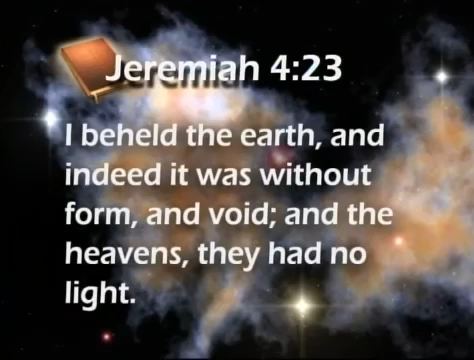 Jeremiah 4:23
I beheld the earth, and
indeed it was without
form, and void; and the
heavens, they had no
light.